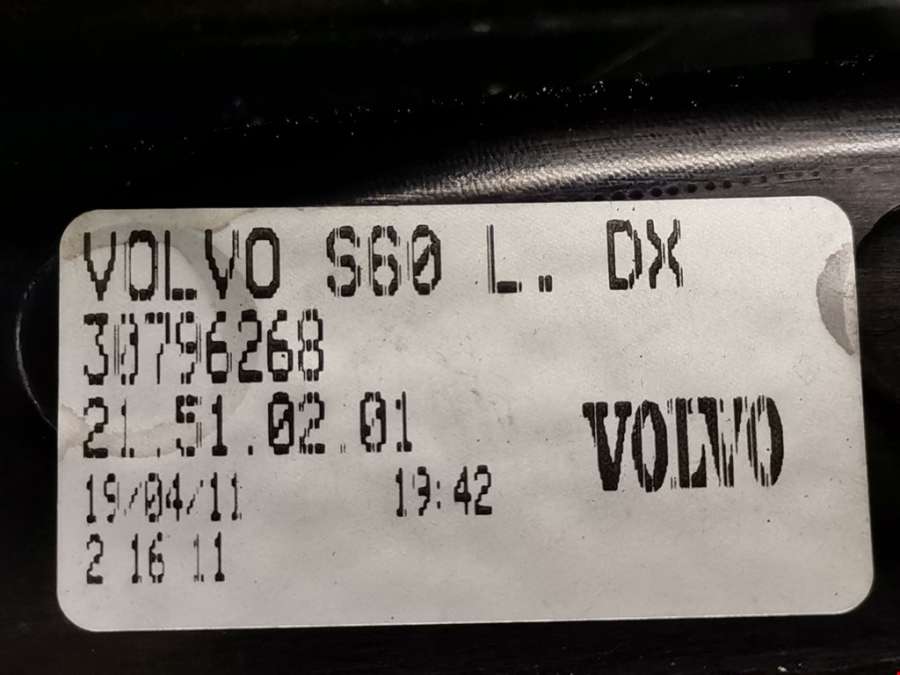 VOLVO S60 L. DX
30796268
21.51.02.01
VOLVO
19/04/11 19:42
2 16 11